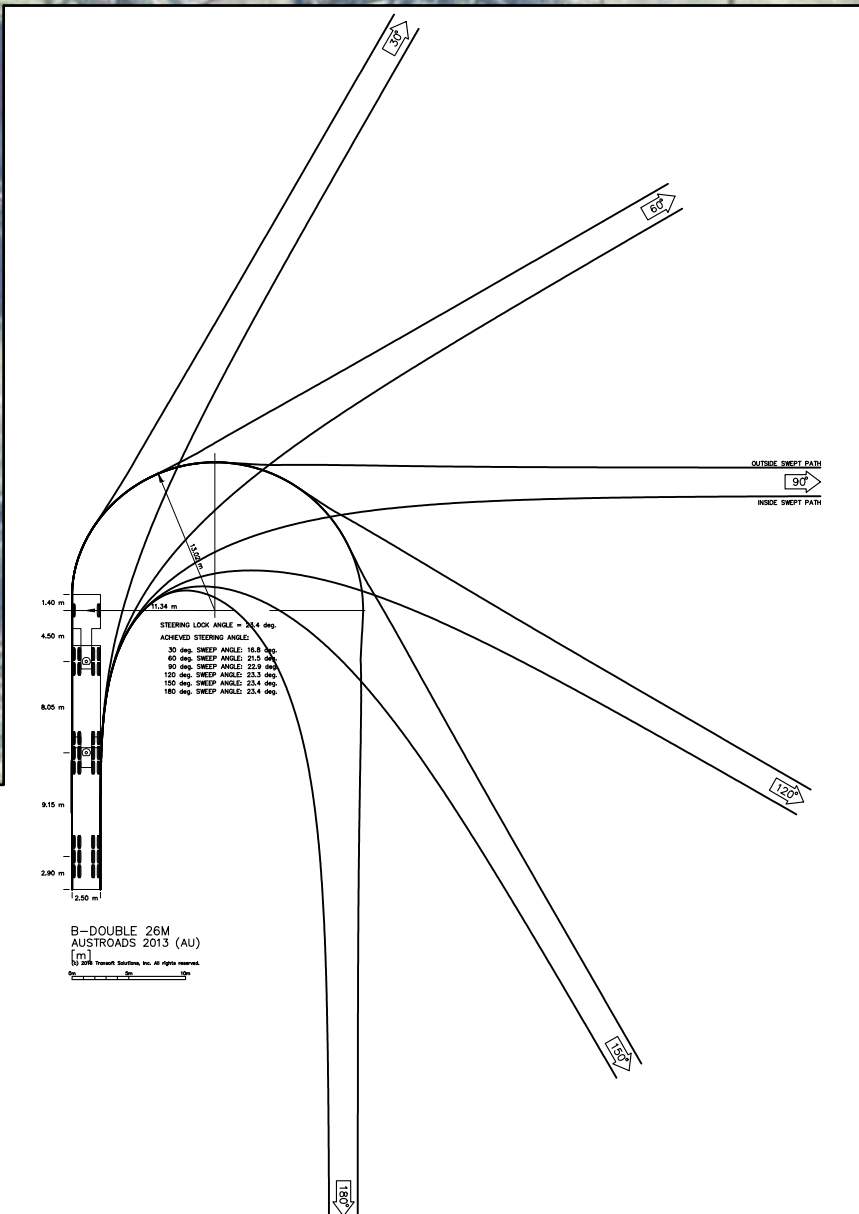 30°
60°
OUTSIDE SWEPT PATH
90°
INSIDE SWEPT PATH
13.02 m
1.40 m
11.34 m
STEERING LOCK ANGLE = 23.4 deg.
4.50 m
ACHIEVED STEERING ANGLE:
30 deg. SWEEP ANGLE: 16.8 deg.
60 deg. SWEEP ANGLE: 21.5 deg.
90 deg. SWEEP ANGLE: 22.9 deg.
120 deg. SWEEP ANGLE: 23.3 deg.
150 deg. SWEEP ANGLE: 23.4 deg.
180 deg. SWEEP ANGLE: 23.4 deg.
8.05 m
120°
9.15 m
2.90 m
2.50 m
B-DOUBLE 26M
AUSTROADS 2013 (AU)
[m]
(c) 2018 Transoft Solutions, Inc. All rights reserved.
0m 5m 10m
150°
180°